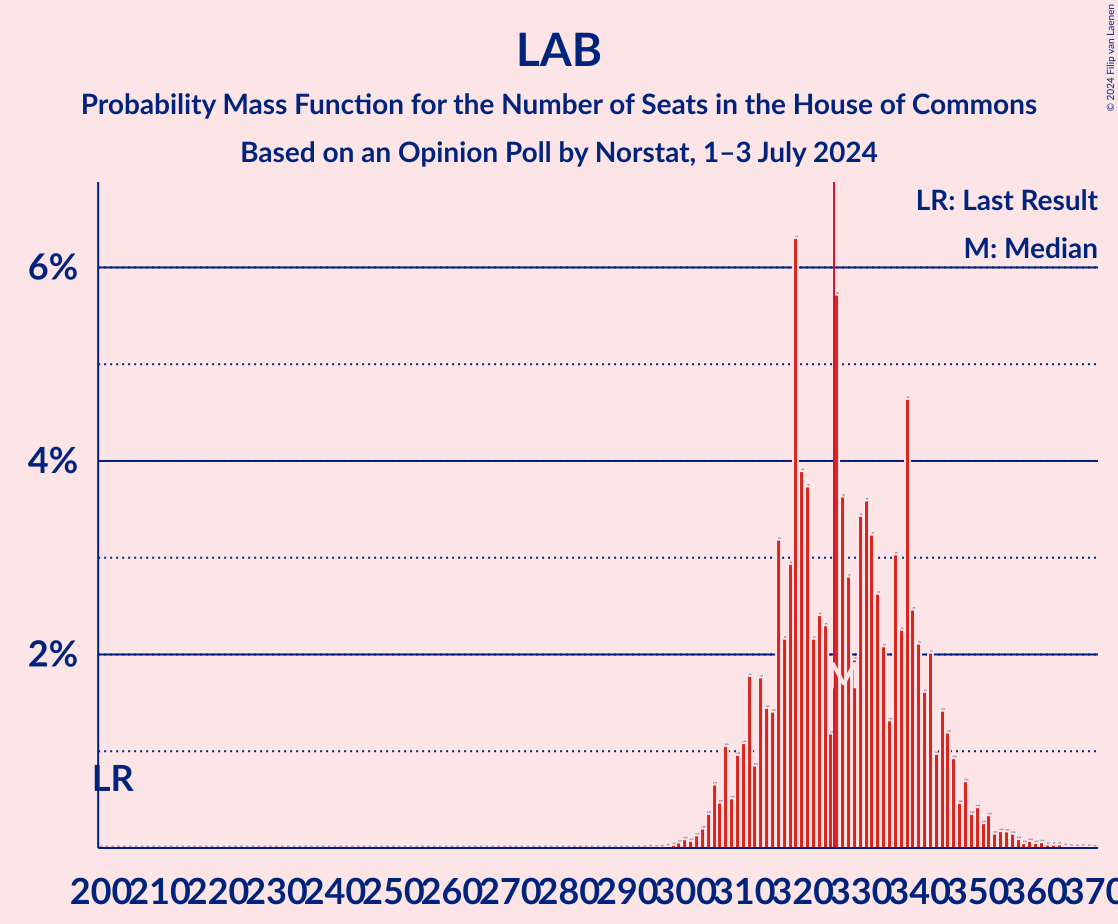 LAB
Probability Mass Function for the Number of Seats in the House of Commons
Based on an Opinion Poll by Norstat, 1–3 July 2024
© 2024 Filip van Laenen
LR: Last Result
M: Median
6%
4%
2%
LR
M
200 210 220 230 240 250 260 270 280 290 300 310 320 330 340 350 360 370